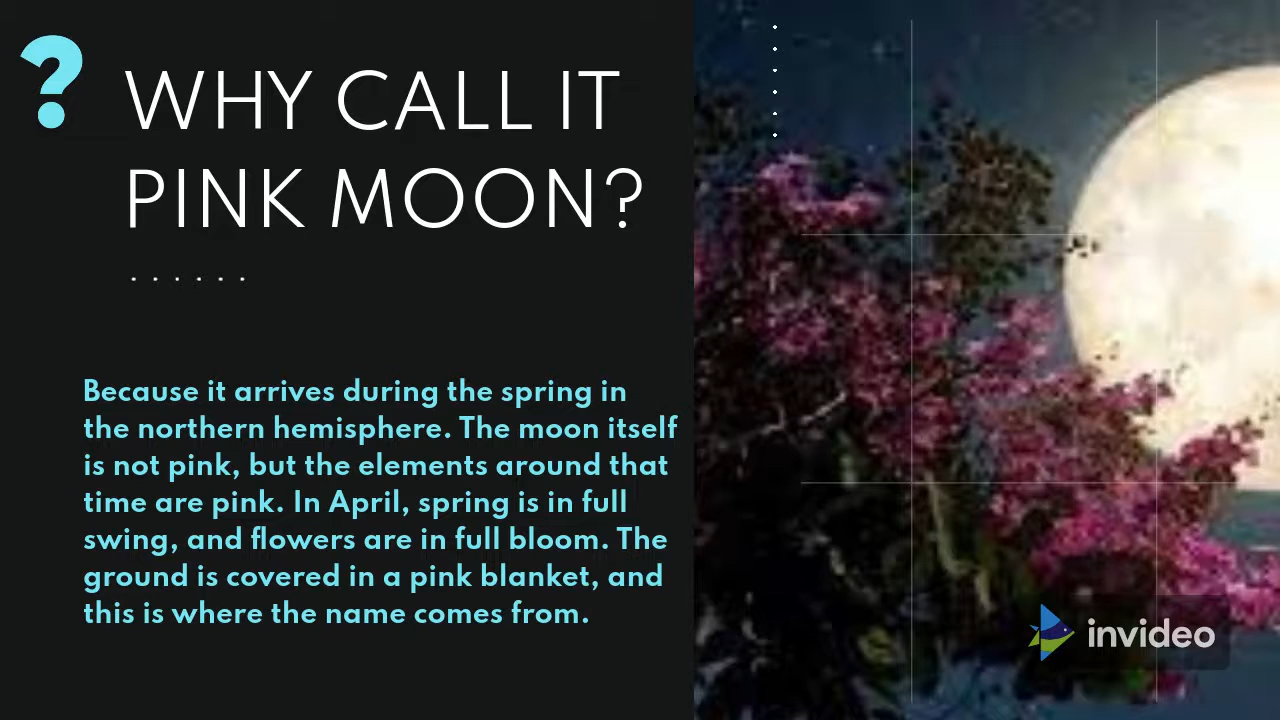 ?
WHY CALL IT
PINK MOON?
Because it arrives during the spring in
the northern hemisphere. The moon itself
is not pink, but the elements around that
time are pink. In April, spring is in full
swing, and flowers are in full bloom. The
ground is covered in a pink blanket, and
this is where the name comes from.
invideo